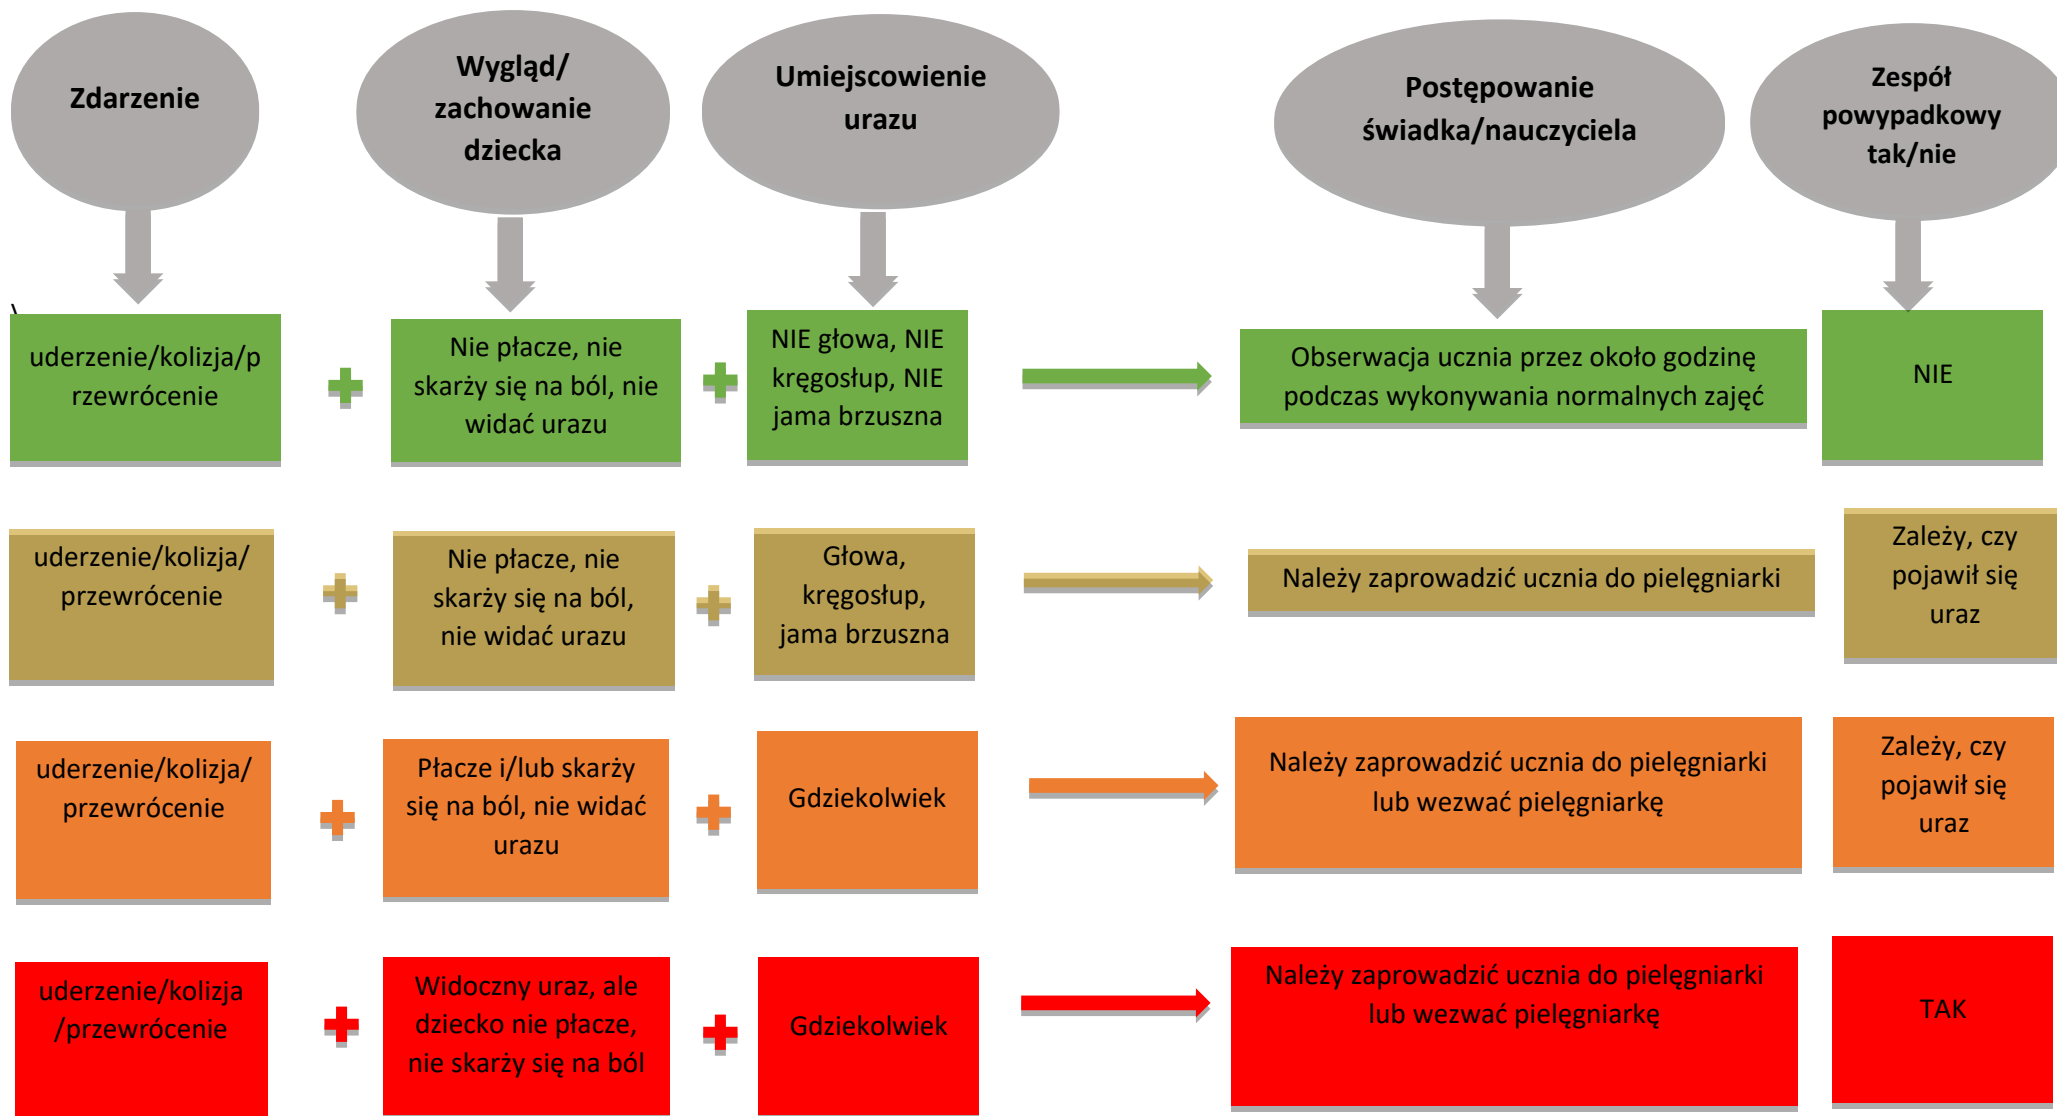 Zdarzenie
Wygląd/
zachowanie
dziecka
Umiejscowienie
urazu
Postępowanie
świadka/nauczyciela
Zespół
powypadkowy
tak/nie
\
uderzenie/kolizja/p
rzewrócenie
Nie płacze, nie
skarży się na ból, nie
widać urazu
NIE głowa, NIE
kręgosłup, NIE
jama brzuszna
Obserwacja ucznia przez około godzinę
podczas wykonywania normalnych zajęć
NIE
uderzenie/kolizja/
przewrócenie
Nie płacze, nie
skarży się na ból,
nie widać urazu
Głowa,
kręgosłup,
jama brzuszna
Należy zaprowadzić ucznia do pielęgniarki
Zależy, czy
pojawił się
uraz
uderzenie/kolizja/
przewrócenie
Płacze i/lub skarży
się na ból, nie widać
urazu
Gdziekolwiek
Należy zaprowadzić ucznia do pielęgniarki
lub wezwać pielęgniarkę
Zależy, czy
pojawił się
uraz
uderzenie/kolizja
/przewrócenie
Widoczny uraz, ale
dziecko nie płacze,
nie skarży się na ból
Gdziekolwiek
Należy zaprowadzić ucznia do pielęgniarki
lub wezwać pielęgniarkę
TAK